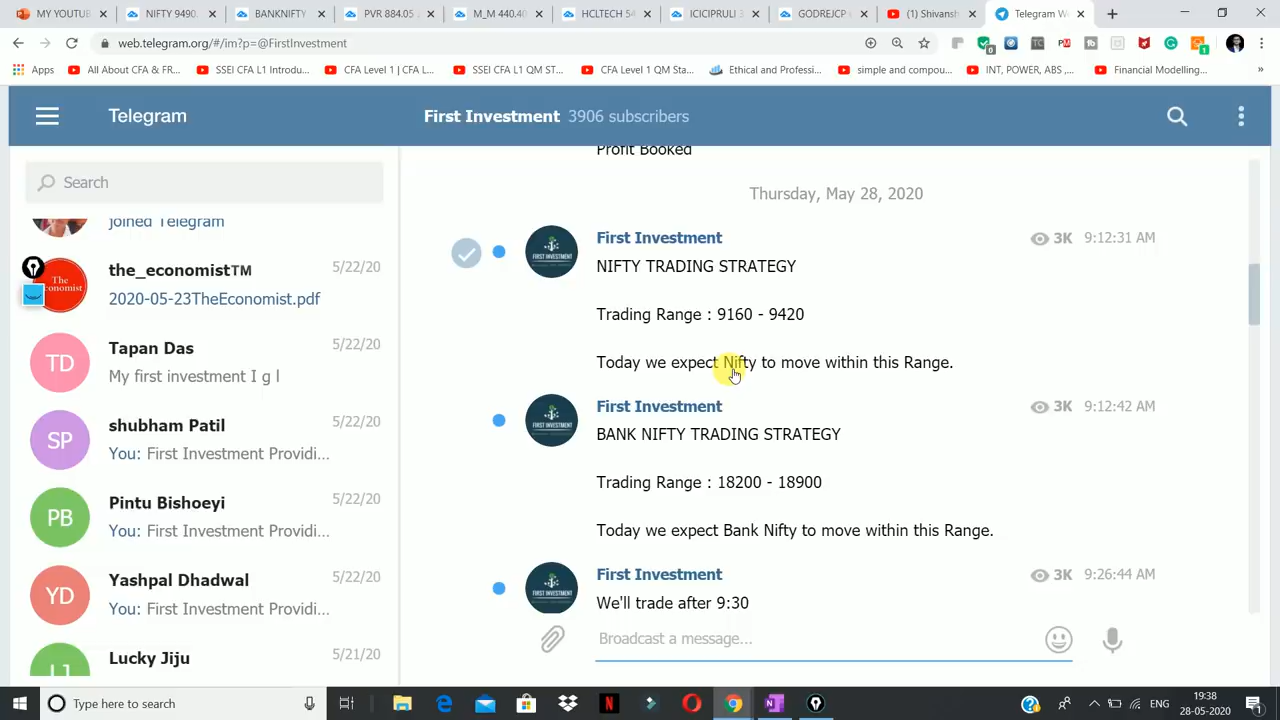 MY YOUTUB
NIFTY 9490.
BANKNIFTY
PVR 884.05
M_M 440.40
HCLTECH 54
ICICIPRULI 3
GODREJCP
(1) Shivansh
Telegram We
web.telegram.org/#/im?p=@FirstInvestment
Apps
All About CFA & FR...
SSEI CFA L1 Introdu...
CFA Level 1 | CFA L...
SSEI CFA L1 QM ST...
CFA Level 1 QM Sta...
Ethical and Professi...
simple and compou...
INT, POWER, ABS ,...
Financial Modelling...
»
Telegram
First Investment 3906 subscribers
Search
joined Telegram
the_economist™
5/22/20
2020-05-23TheEconomist.pdf
The
Economist
TD
Tapan Das
5/22/20
My first investment I g l
SP
shubham Patil
5/22/20
You: First Investment Providi...
PB
Pintu Bishoeyi
5/22/20
You: First Investment Providi...
YD
Yashpal Dhadwal
5/22/20
You: First Investment Providi...
LJ
Lucky Jiju
5/21/20
Profit Booked
Thursday, May 28, 2020
First Investment
3K 9:12:31 AM
NIFTY TRADING STRATEGY
Trading Range : 9160 - 9420
Today we expect Nifty to move within this Range.
First Investment
3K 9:12:42 AM
BANK NIFTY TRADING STRATEGY
Trading Range : 18200 - 18900
Today we expect Bank Nifty to move within this Range.
First Investment
3K 9:26:44 AM
We'll trade after 9:30
Broadcast a message...
Type here to search
ENG
19:38
28-05-2020